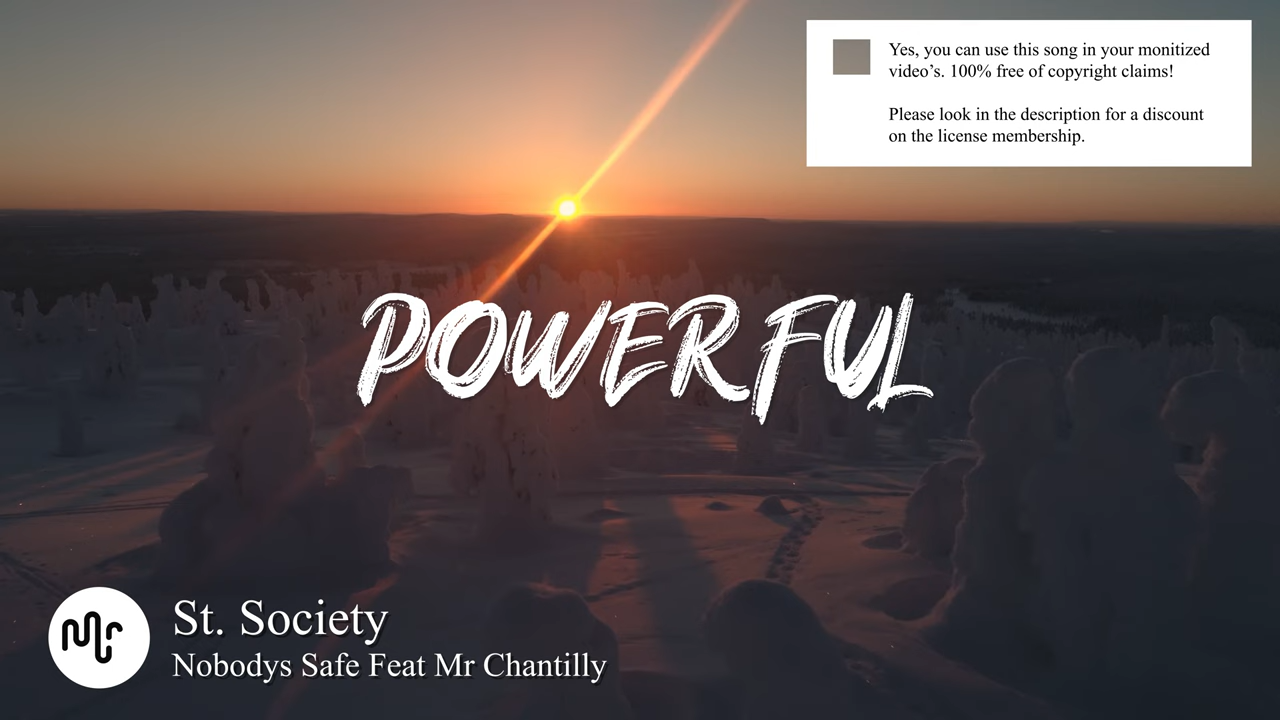 Yes, you can use this song in your monitized
video’s. 100% free of copyright claims!
Please look in the description for a discount
on the license membership.
POWERFUL
Mr
St. Society
Nobodys Safe Feat Mr Chantilly